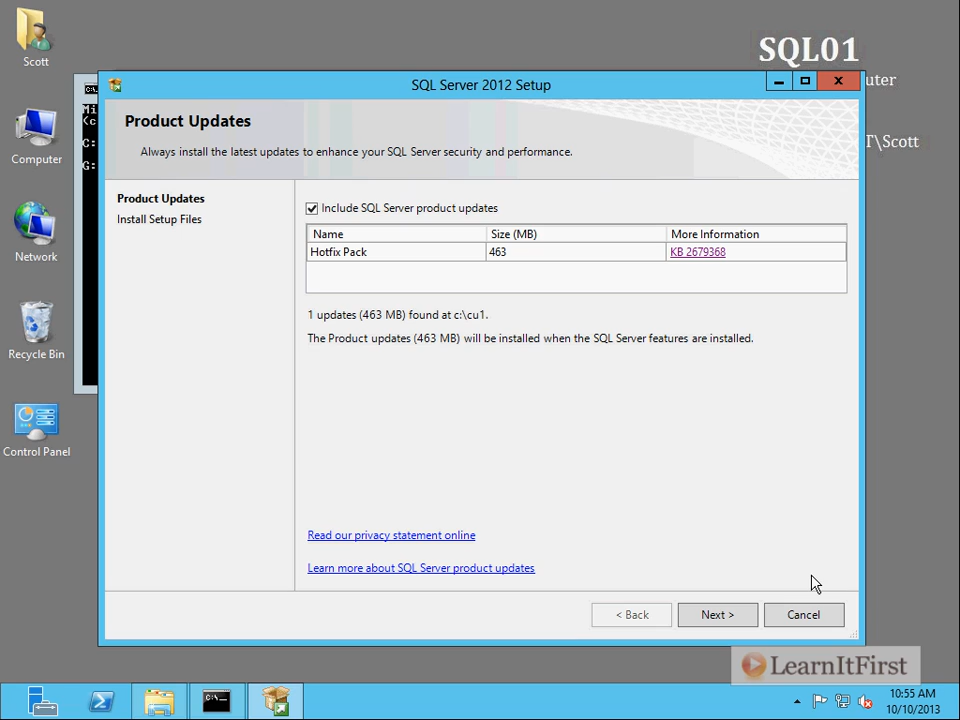 Scott
Computer
Network
Recycle Bin
Control Panel
SQL01
uter
T\Scott
C:\
Mi
(c
C:
G:
SQL Server 2012 Setup
Product Updates
Always install the latest updates to enhance your SQL Server security and performance.
Product Updates
Install Setup Files
Include SQL Server product updates
Name Size (MB) More Information
Hotfix Pack 463 KB 2679368
1 updates (463 MB) found at c:\cu1.
The Product updates (463 MB) will be installed when the SQL Server features are installed.
Read our privacy statement online
Learn more about SQL Server product updates
< Back Next > Cancel
LearnItFirst
C:\
10:55 AM
10/10/2013